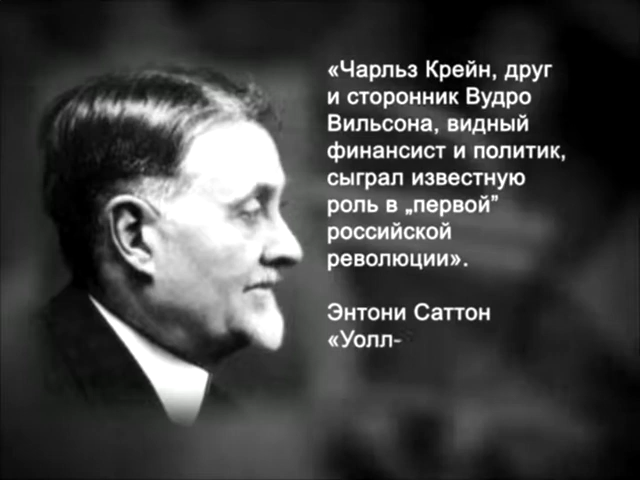 «Чарльз Крейн, друг
и сторонник Вудро
Вильсона, видный
финансист и политик,
сыграл известную
роль в „первой”
российской
революции».
Энтони Саттон
«Уолл-